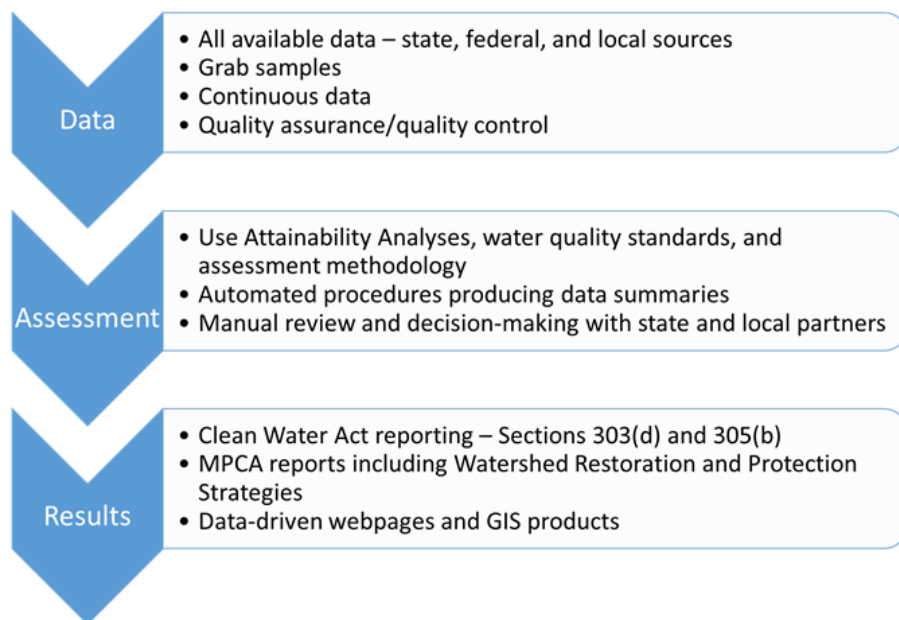 Data
• All available data – state, federal, and local sources
• Grab samples
• Continuous data
• Quality assurance/quality control
Assessment
• Use Attainability Analyses, water quality standards, and
assessment methodology
• Automated procedures producing data summaries
• Manual review and decision-making with state and local partners
Results
• Clean Water Act reporting – Sections 303(d) and 305(b)
• MPCA reports including Watershed Restoration and Protection
Strategies
• Data-driven webpages and GIS products